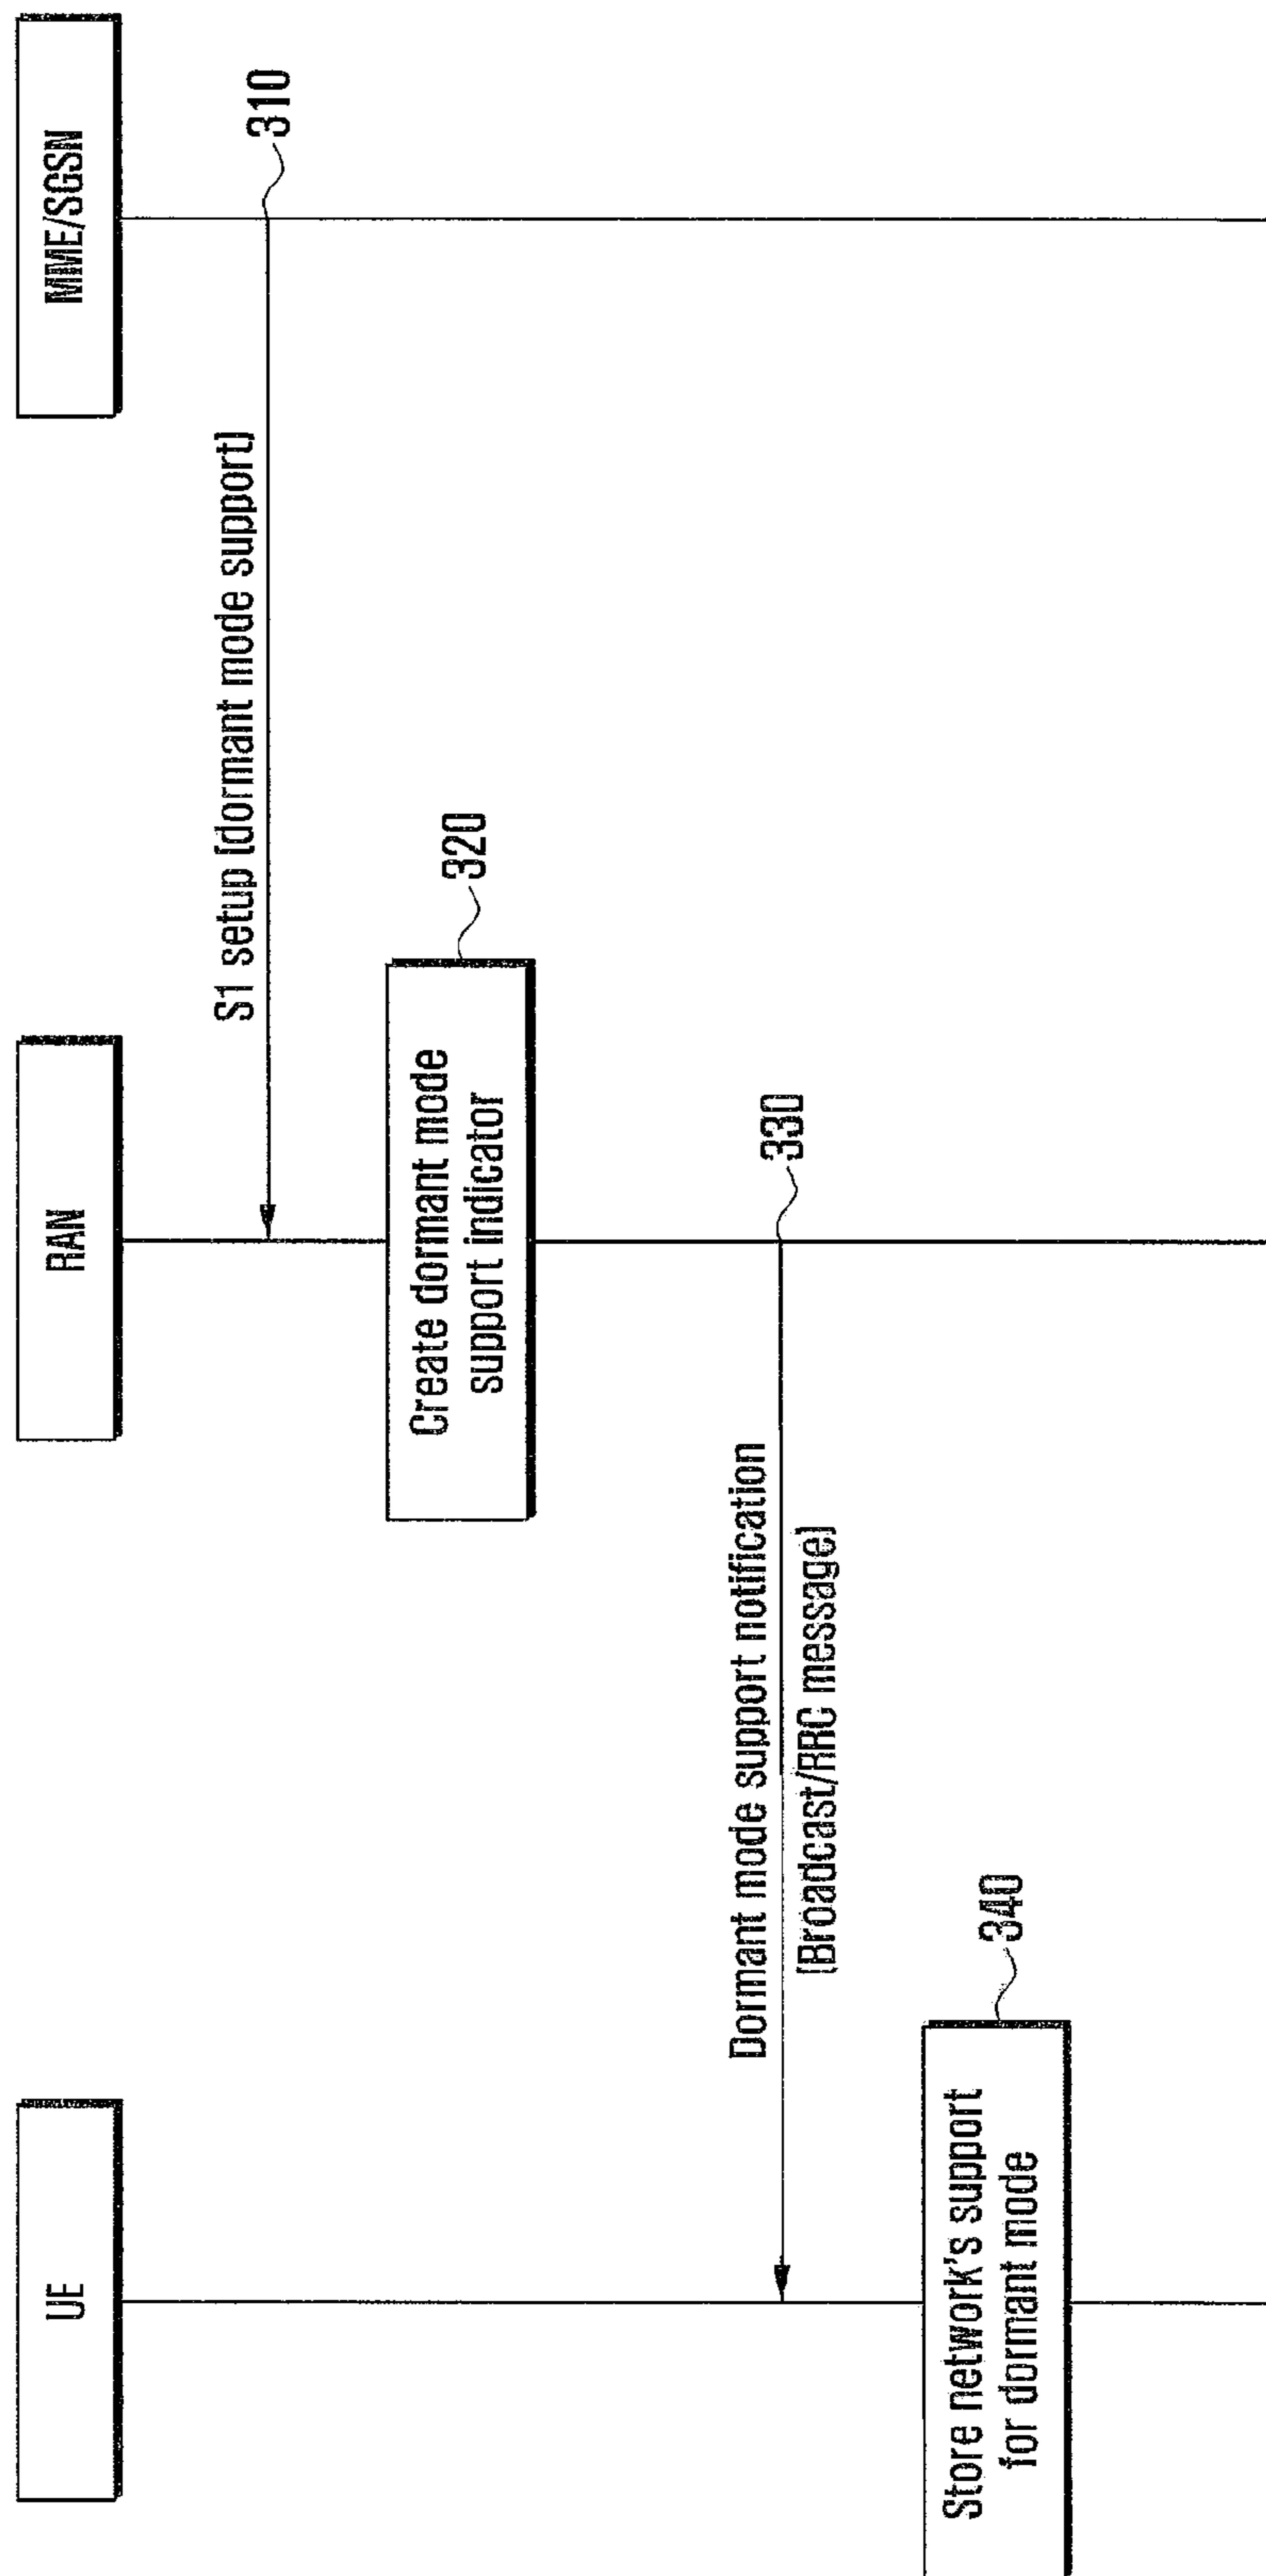 UE
RAN
MME/SGSN
S1 setup (dormant mode support)
310
Create dormant mode
support indicator
320
Dormant mode support notification
(Broadcast/RRC message)
330
Store network's support
for dormant mode
340